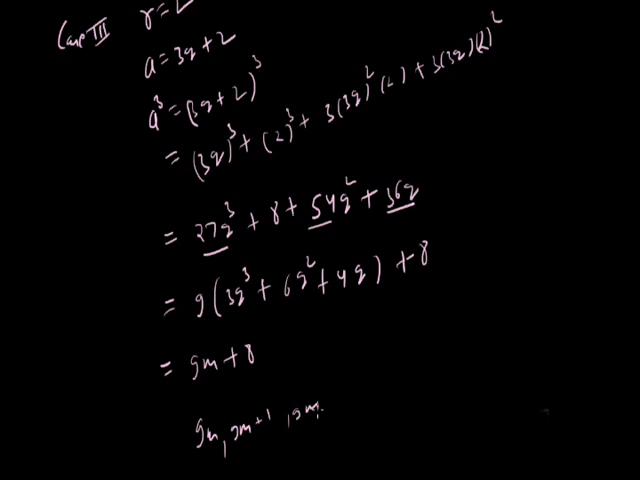 Case III r=2
a=3q+2
a³=(3q+2)³
= (3q)³+(2)³+3(3q)²(2)+3(3q)(2)²
= 27q³+8+54q²+36q
= 9(3q³+6q²+4q)+8
= 9m+8
9m, 9m+1, 9m